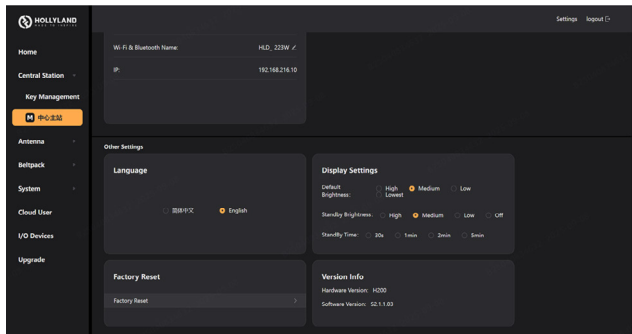 HOLLYLAND
Settings logout
Home
Central Station
Key Management
M 中心主站
Antenna
Beltpack
System
Cloud User
I/O Devices
Upgrade
Wi-Fi & Bluetooth Name: HLD_ 223W
IP: 192.168.216.10
Other Settings
Language
简体中文 English
Display Settings
Default Brightness: High Medium Low
Lowest
Standby Brightness: High Medium Low Off
StandBy Time: 30s 1min 2min 5min
Factory Reset
Factory Reset
Version Info
Hardware Version: H200
Software Version: S2.1.1.03